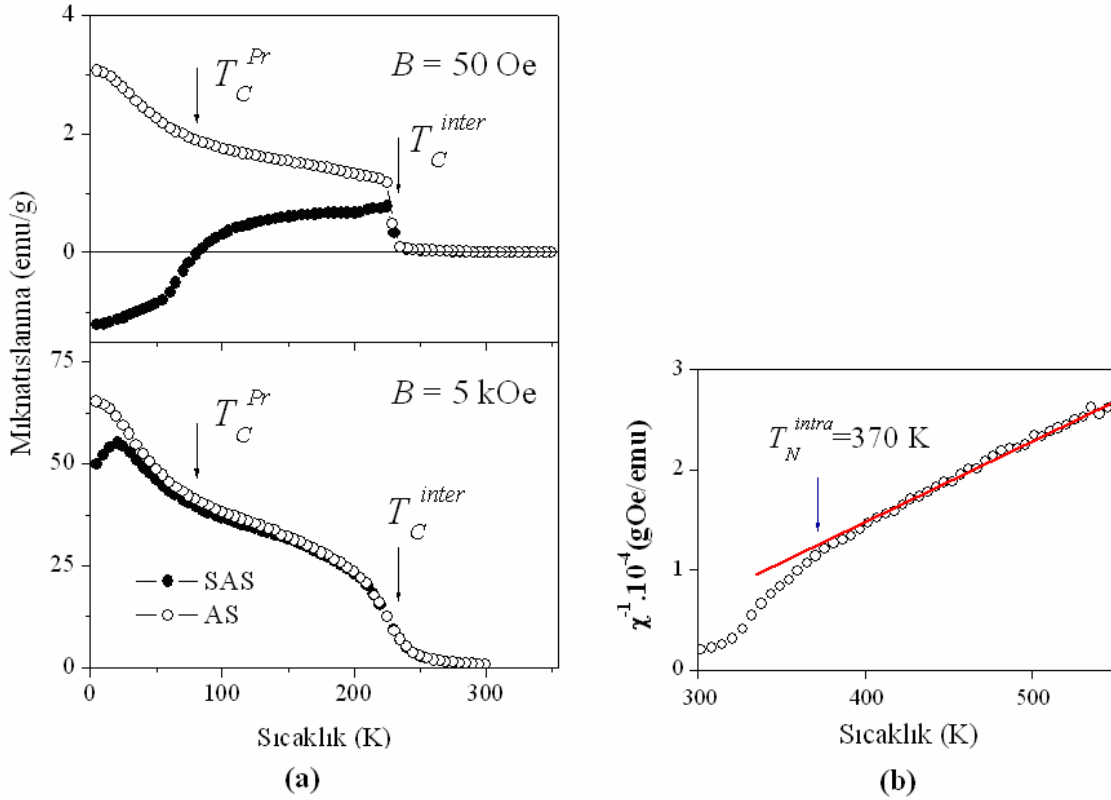 4
T_C^Pr
B = 50 Oe
T_C^inter
2
0
Mıknatıslanma (emu/g)
75
B = 5 kOe
T_C^Pr
50
T_C^inter
25
SAS
AS
0
0 100 200 300
Sıcaklık (K)
(a)
3
T_N^intra=370 K
2
χ^-1.10^-4(gOe/emu)
1
0
300 400 500
Sıcaklık (K)
(b)